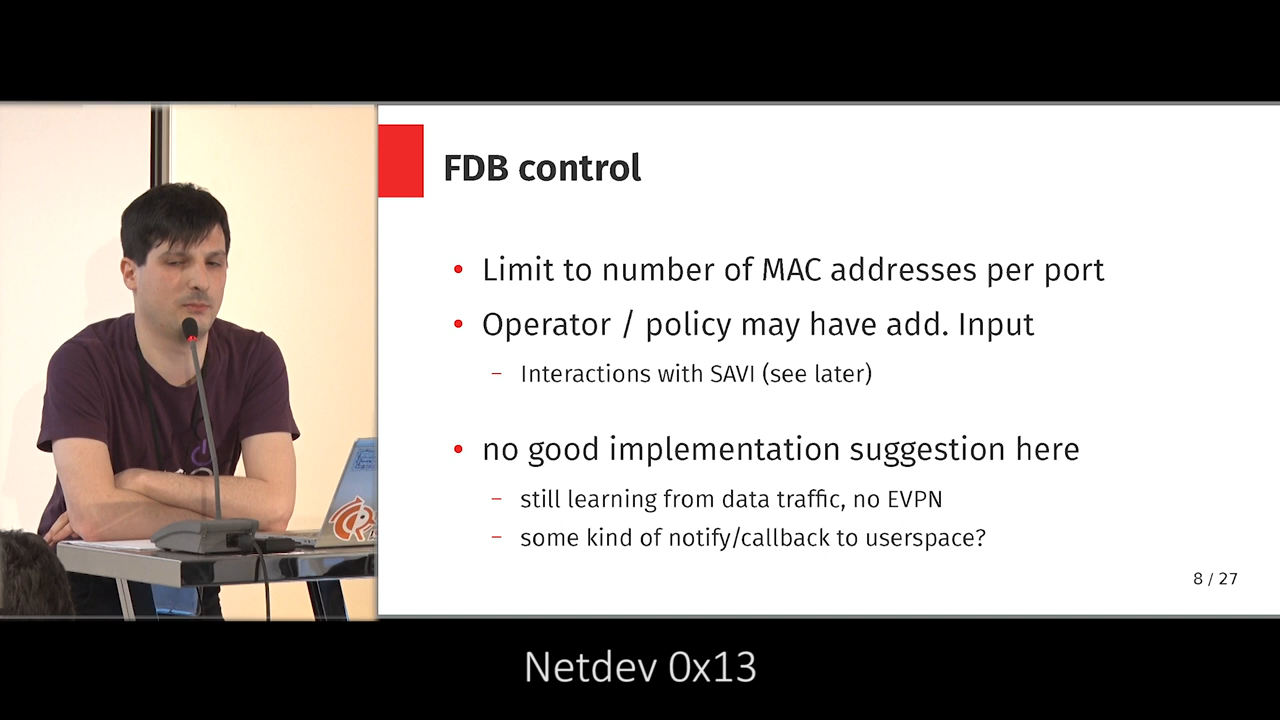 FDB control
• Limit to number of MAC addresses per port
• Operator / policy may have add. Input
– Interactions with SAVI (see later)
• no good implementation suggestion here
– still learning from data traffic, no EVPN
– some kind of notify/callback to userspace?
8 / 27
Netdev 0x13